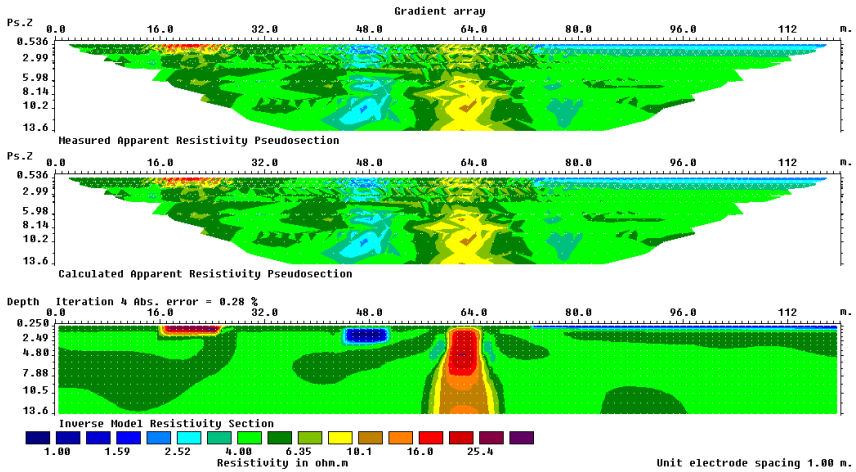 Gradient array
Ps.Z 0.0 16.0 32.0 48.0 64.0 80.0 96.0 112 m.
0.536
2.99
5.98
8.14
10.2
13.6
Measured Apparent Resistivity Pseudosection
Ps.Z 0.0 16.0 32.0 48.0 64.0 80.0 96.0 112 m.
0.536
2.99
5.98
8.14
10.2
13.6
Calculated Apparent Resistivity Pseudosection
Depth Iteration 4 Abs. error = 0.28 %
0.0 16.0 32.0 48.0 64.0 80.0 96.0 112 m.
0.250
2.49
4.80
7.88
10.5
13.6
Inverse Model Resistivity Section
1.00 1.59 2.52 4.00 6.35 10.1 16.0 25.4
Resistivity in ohm.m Unit electrode spacing 1.00 m.